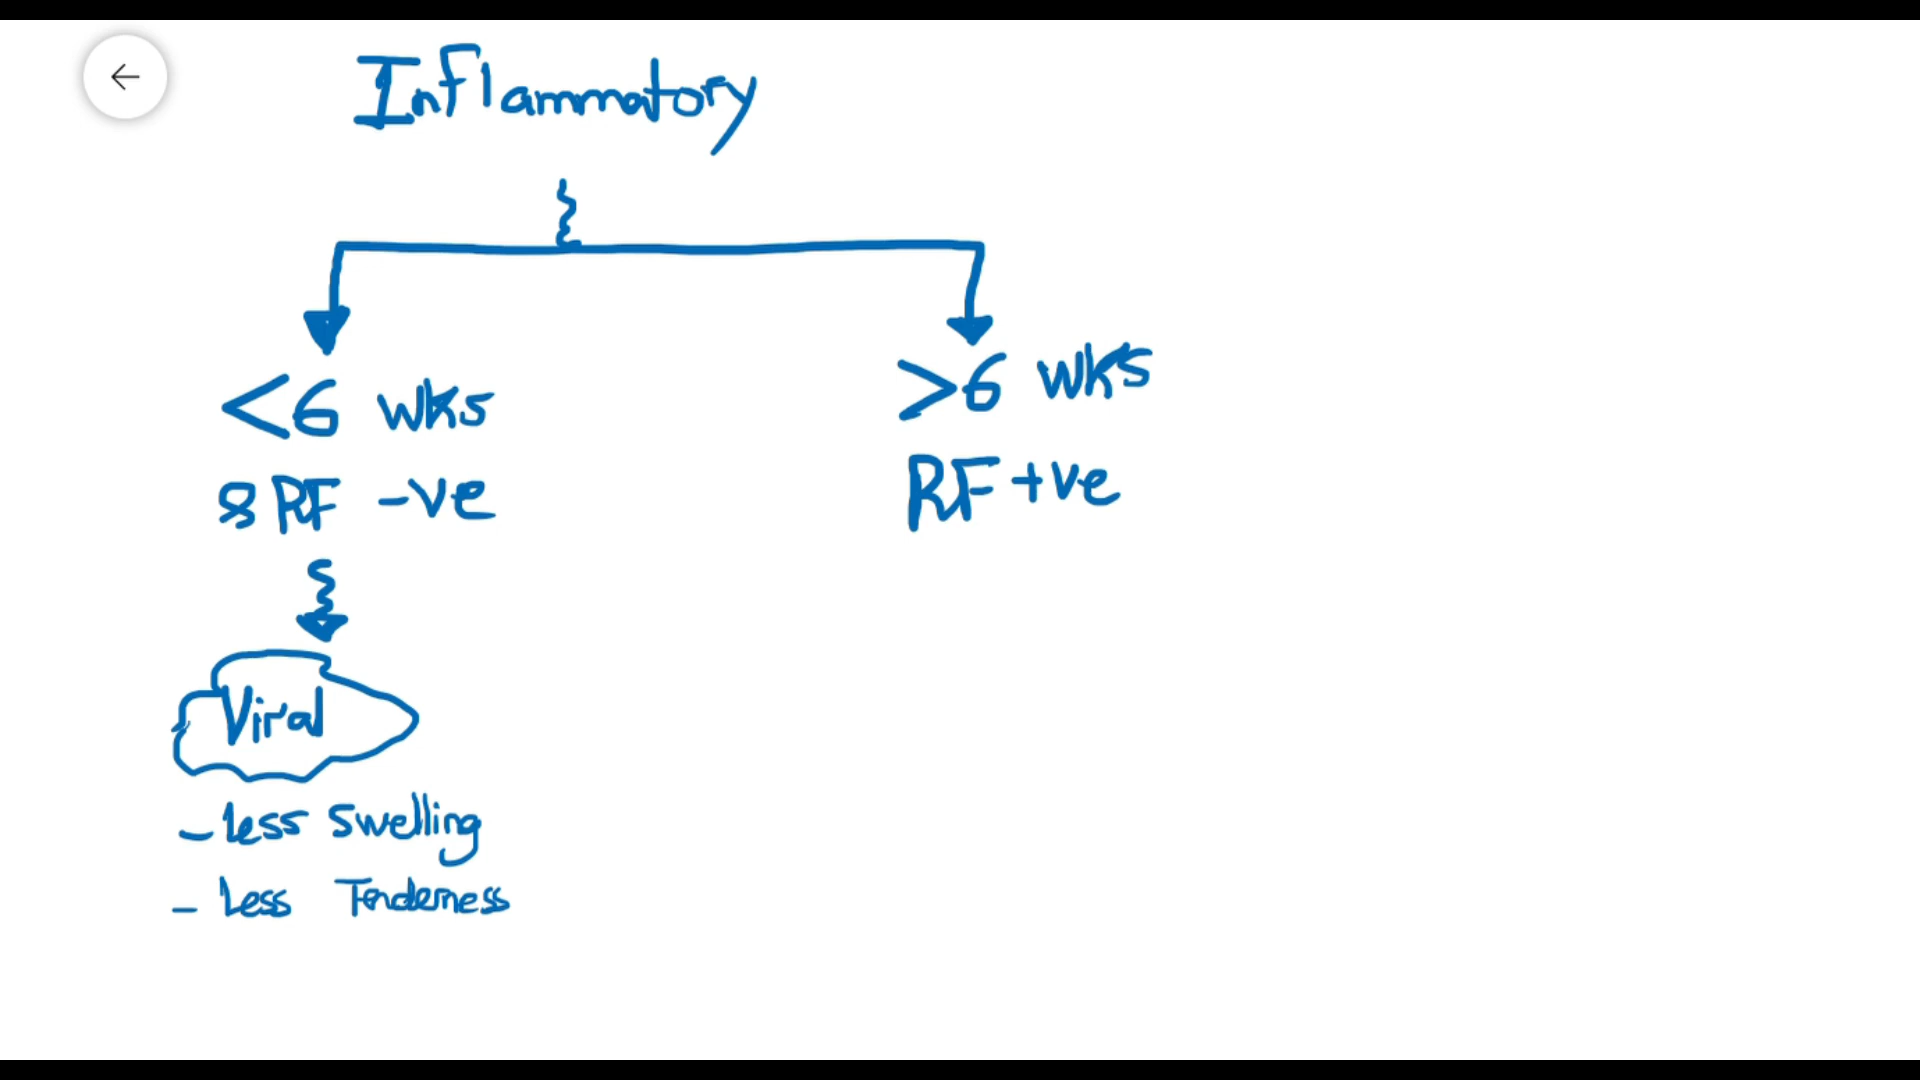 Inflammatory
<6 wks
& RF -ve
>6 wks
RF +ve
Viral
- less swelling
- Less Tenderness